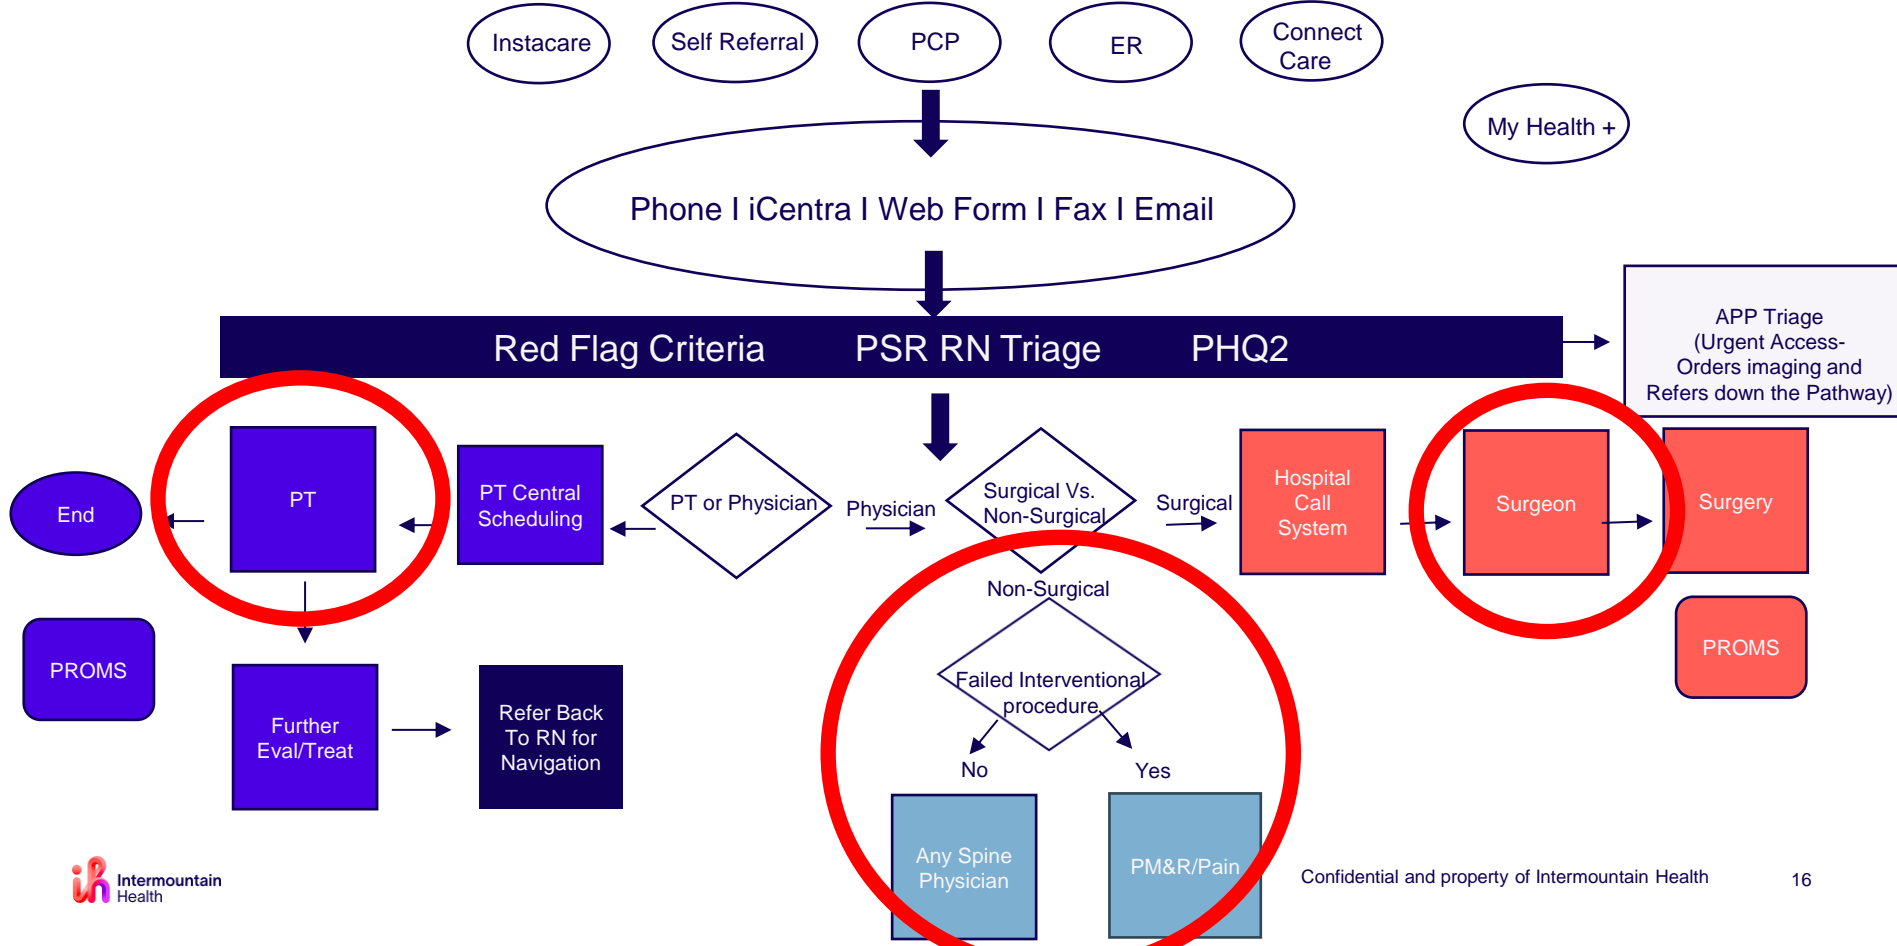 Instacare
Self Referral
PCP
ER
Connect
Care
My Health +
Phone I iCentra I Web Form I Fax I Email
Red Flag Criteria PSR RN Triage PHQ2
APP Triage
(Urgent Access-
Orders imaging and
Refers down the Pathway)
End
PT
PT Central
Scheduling
PT or Physician
Physician
Surgical Vs.
Non-Surgical
Surgical
Hospital
Call
System
Surgeon
Surgery
Non-Surgical
PROMS
Further
Eval/Treat
Refer Back
To RN for
Navigation
Failed Interventional
procedure
No
Yes
Any Spine
Physician
PM&R/Pain
PROMS
Intermountain
Health
Confidential and property of Intermountain Health
16